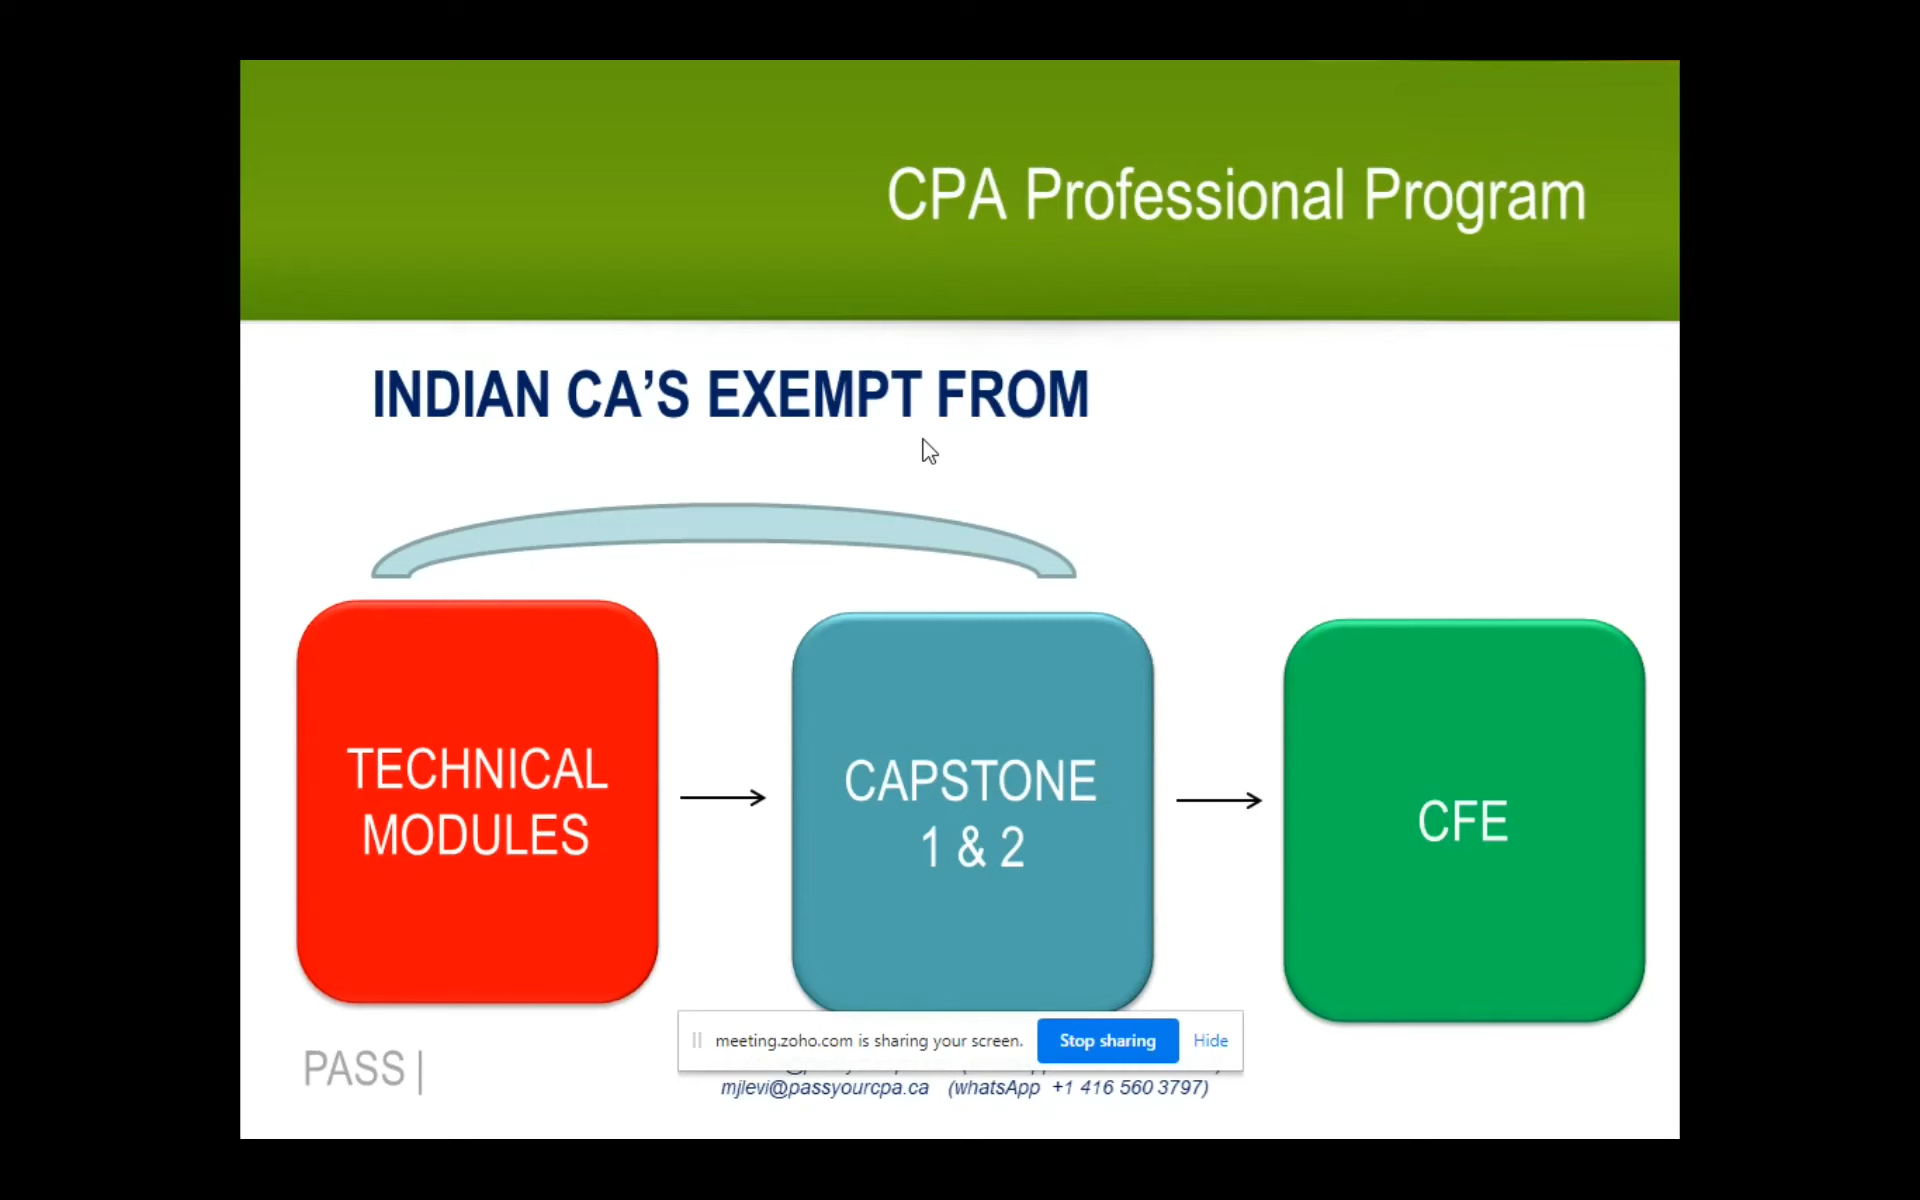 CPA Professional Program
INDIAN CA'S EXEMPT FROM
TECHNICAL
MODULES
CAPSTONE
1 & 2
CFE
meeting.zoho.com is sharing your screen. Stop sharing Hide
PASS |
mjlevi@passyourcpa.ca (whatsApp +1 416 560 3797)